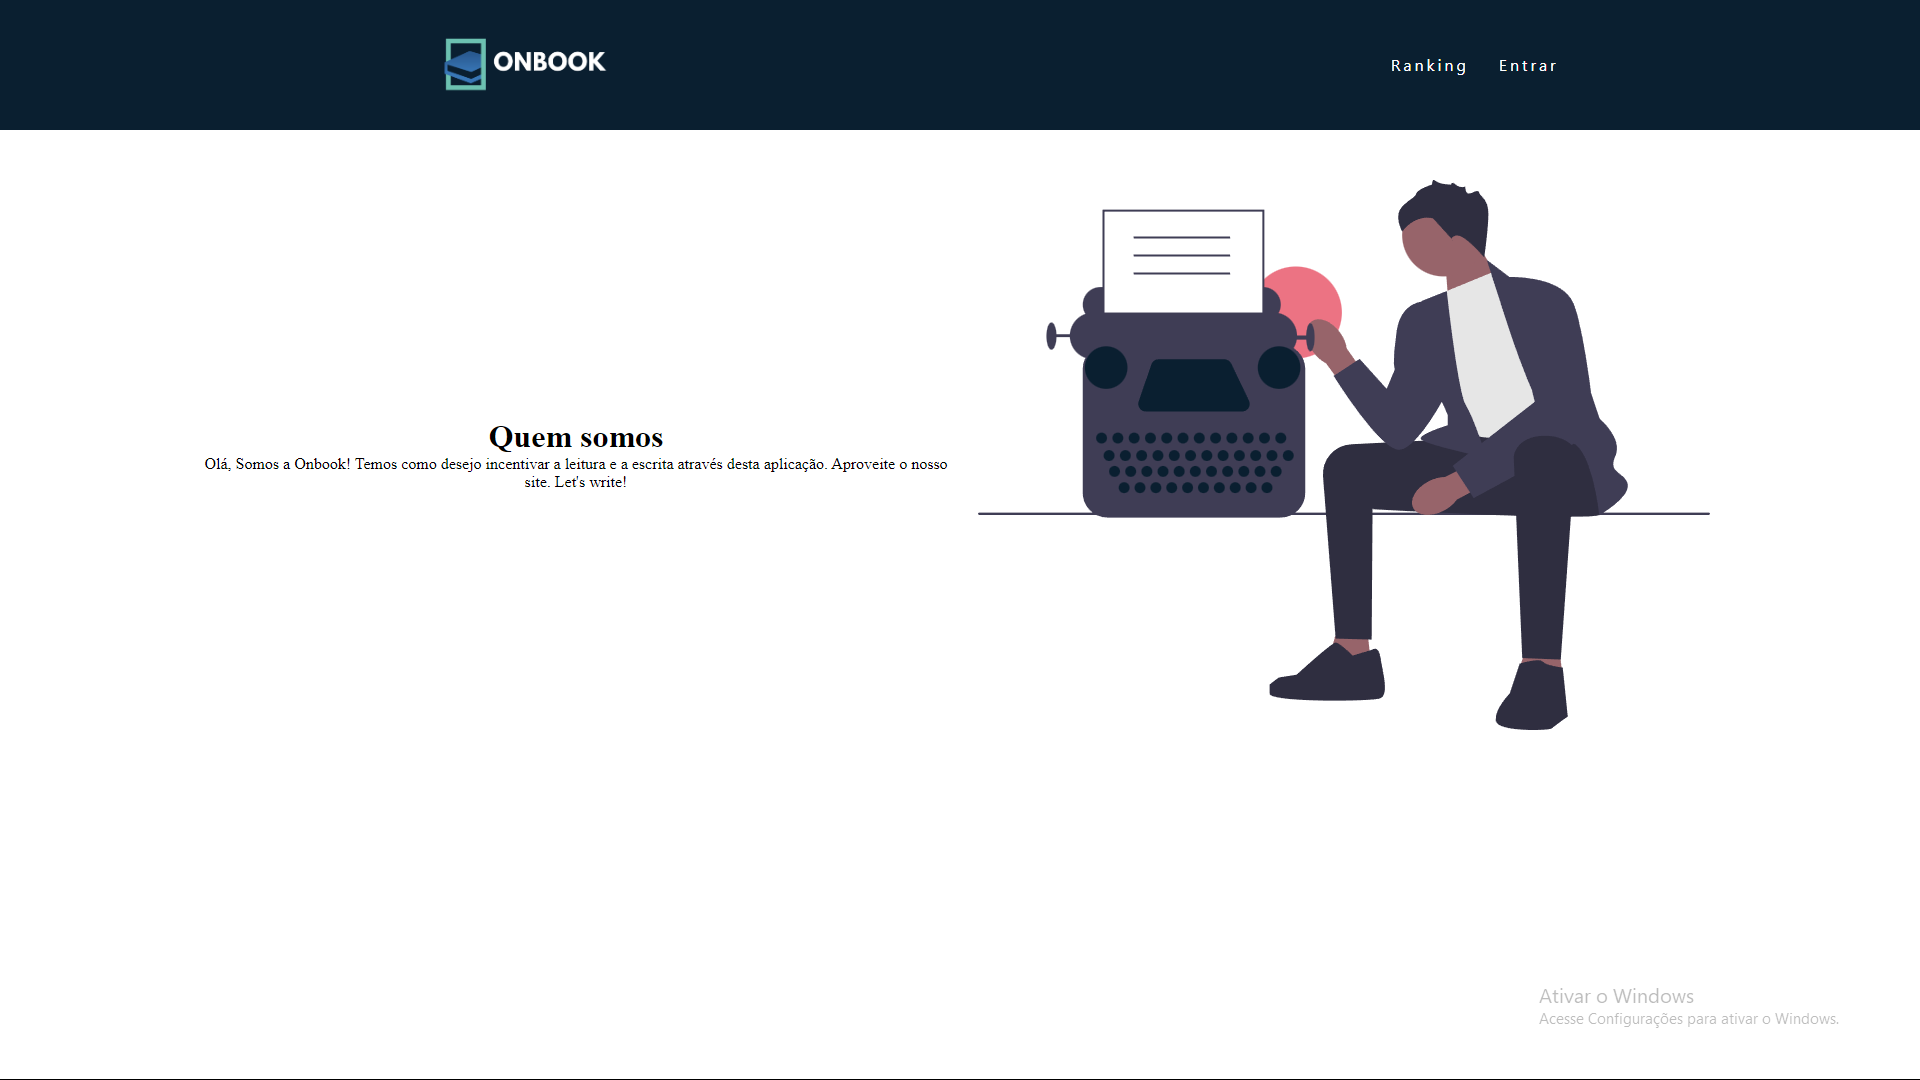 ONBOOK
Ranking
Entrar
Quem somos
Olá, Somos a Onbook! Temos como desejo incentivar a leitura e a escrita através desta aplicação. Aproveite o nosso
site. Let's write!
Ativar o Windows
Acesse Configurações para ativar o Windows.